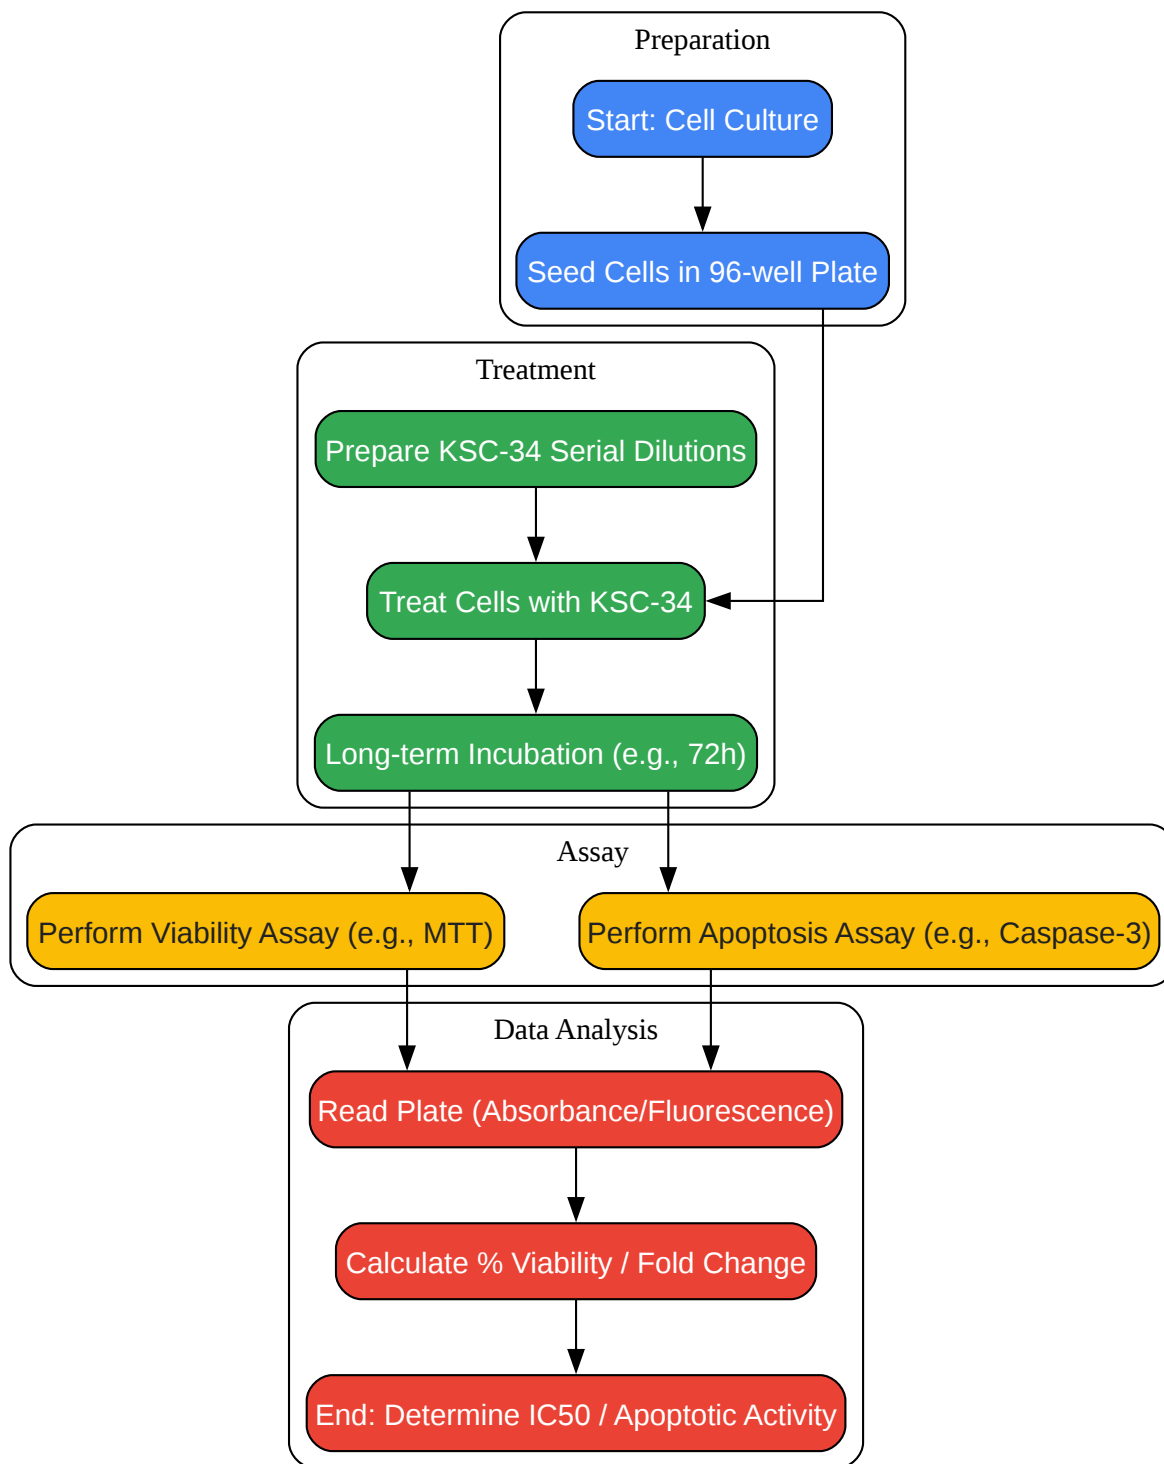 Preparation
Start: Cell Culture
Seed Cells in 96-well Plate
Treatment
Prepare KSC-34 Serial Dilutions
Treat Cells with KSC-34
Long-term Incubation (e.g., 72h)
Assay
Perform Viability Assay (e.g., MTT)
Perform Apoptosis Assay (e.g., Caspase-3)
Data Analysis
Read Plate (Absorbance/Fluorescence)
Calculate % Viability / Fold Change
End: Determine IC50 / Apoptotic Activity